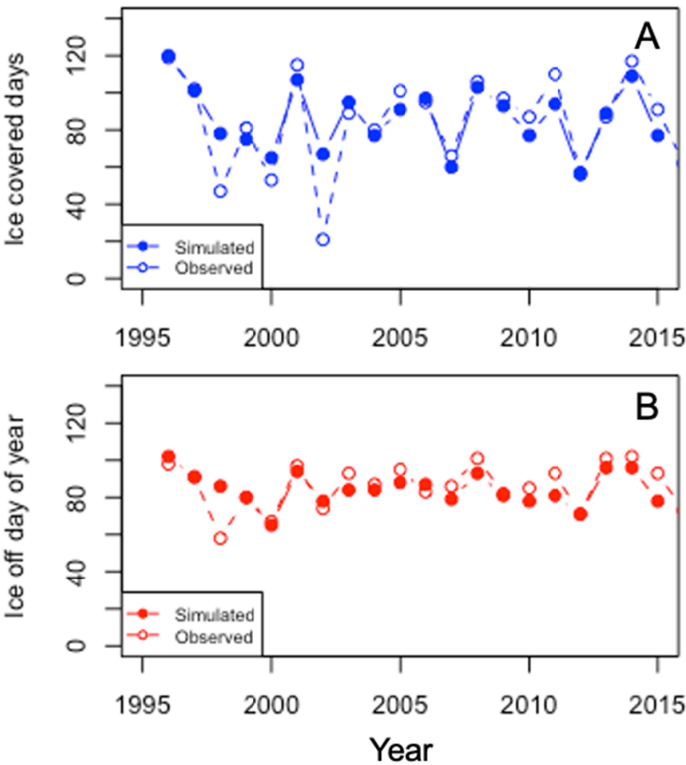 A
Ice covered days
120
80
40
0
Simulated
Observed
1995 2000 2005 2010 2015
B
Ice off day of year
120
80
40
0
Simulated
Observed
1995 2000 2005 2010 2015
Year